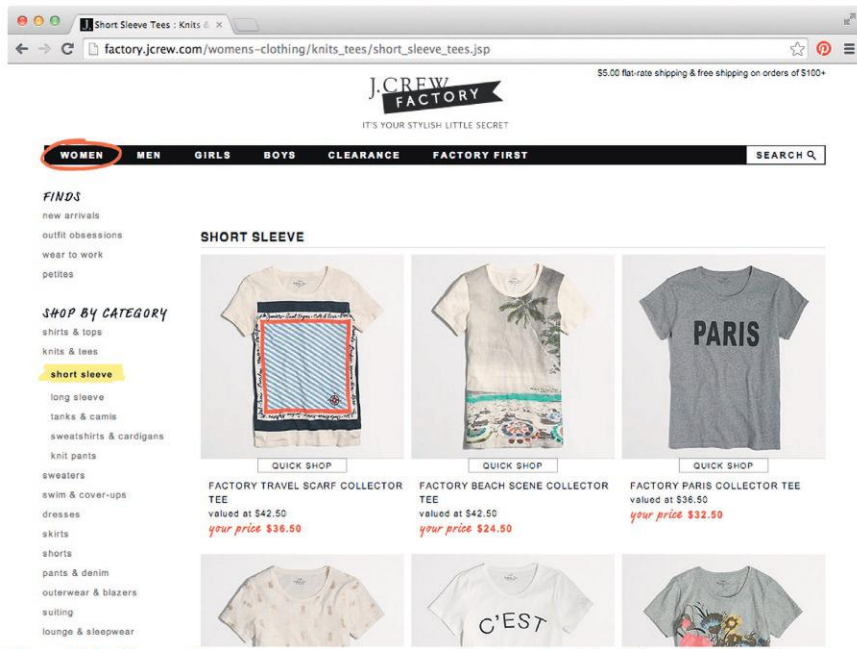 Short Sleeve Tees : Knits &
factory.jcrew.com/womens-clothing/knits_tees/short_sleeve_tees.jsp
$5.00 flat-rate shipping & free shipping on orders of $100+
J.CREW
FACTORY
IT'S YOUR STYLISH LITTLE SECRET
WOMEN MEN GIRLS BOYS CLEARANCE FACTORY FIRST SEARCH
FINDS
new arrivals
outfit obsessions
wear to work
petites
SHOP BY CATEGORY
shirts & tops
knits & tees
short sleeve
long sleeve
tanks & camis
sweatshirts & cardigans
knit pants
sweaters
swim & cover-ups
dresses
skirts
shorts
pants & denim
outerwear & blazers
suiting
lounge & sleepwear
SHORT SLEEVE
PARIS
QUICK SHOP QUICK SHOP QUICK SHOP
FACTORY TRAVEL SCARF COLLECTOR
TEE
valued at $42.50
your price $36.50
FACTORY BEACH SCENE COLLECTOR
TEE
valued at $42.50
your price $24.50
FACTORY PARIS COLLECTOR TEE
valued at $36.50
your price $32.50
C'EST